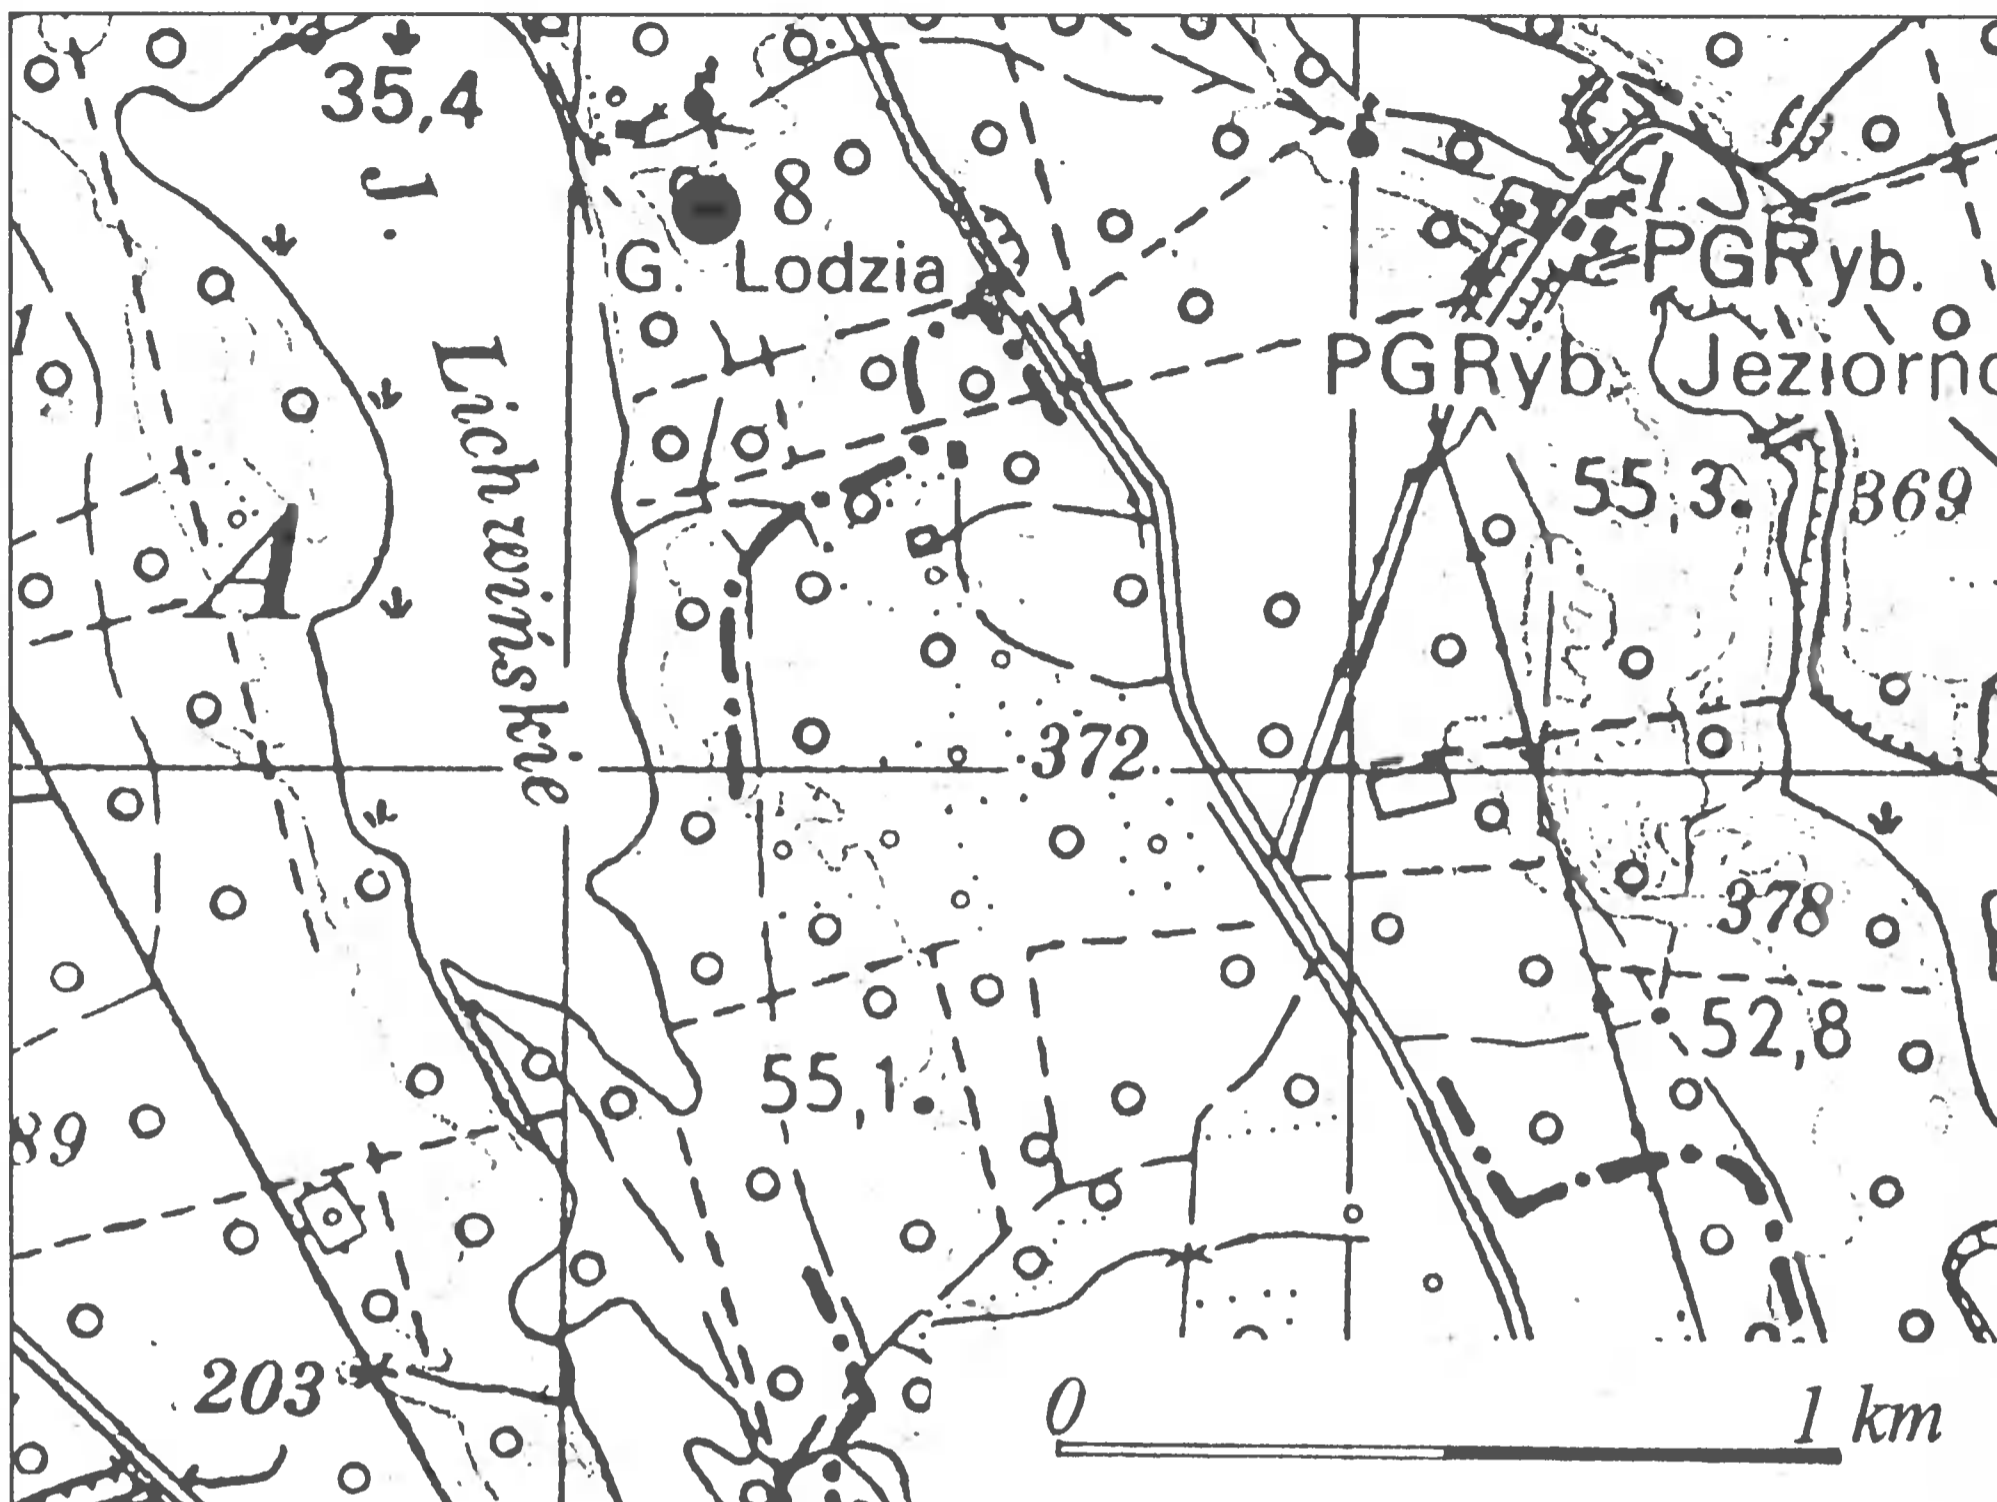 35,4
J.
8
G. Lodzia
PGRyb.
PGRyb. Jeziorno
Lichwińskie
55,3
369
A
372
378
52,8
55,1
89
203
0 1 km